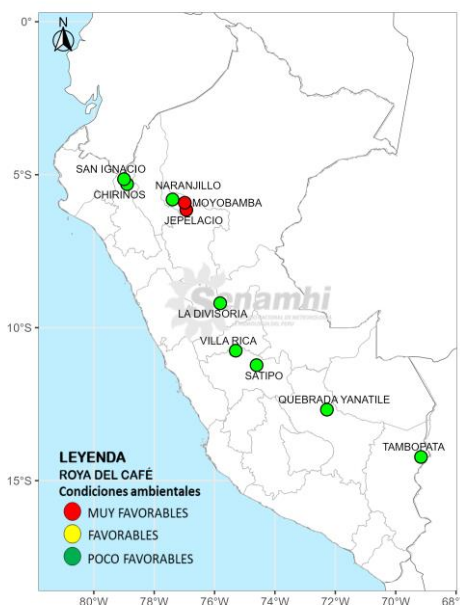 N
0°
SAN IGNACIO
CHIRINOS
NARANJILLO
MOYOBAMBA
JEPELACIO
5°S
Senamhi
LA DIVISORIA
10°S
VILLA RICA
SATIPO
QUEBRADA YANATILE
TAMBOPATA
15°S
LEYENDA
ROYA DEL CAFÉ
Condiciones ambientales
MUY FAVORABLES
FAVORABLES
POCO FAVORABLES
80°W 78°W 76°W 74°W 72°W 70°W 68°